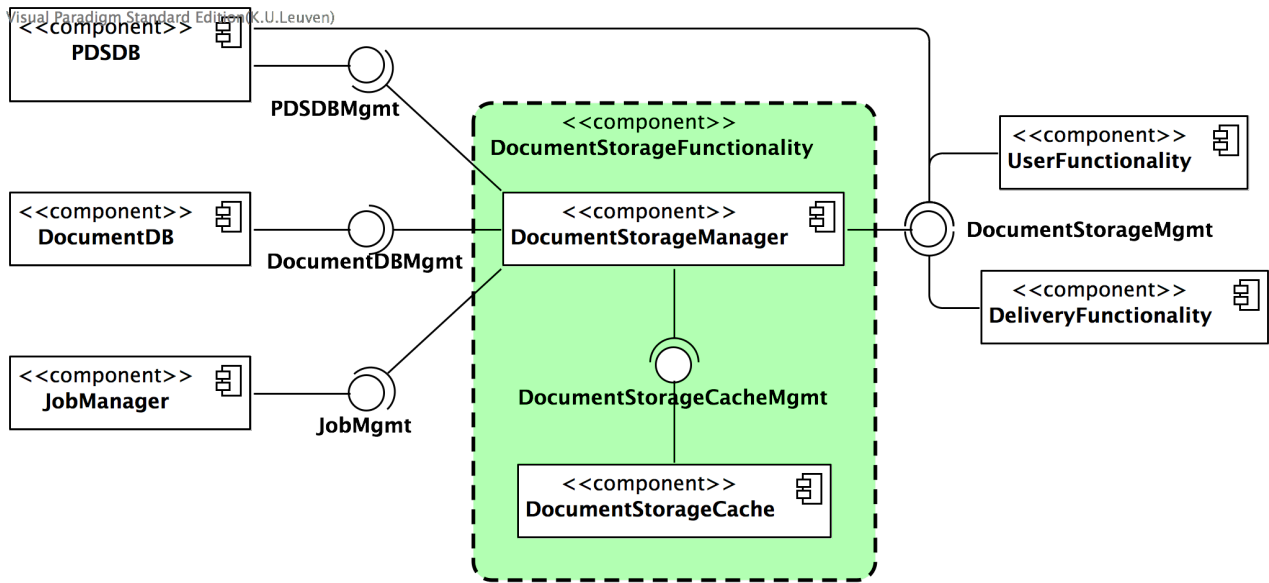 Visual Paradigm Standard Edition(K.U.Leuven)
<<component>>
PDSDB
PDSDBMgmt
<<component>>
DocumentStorageFunctionality
<<component>>
UserFunctionality
<<component>>
DocumentDB
DocumentDBMgmt
<<component>>
DocumentStorageManager
DocumentStorageMgmt
<<component>>
DeliveryFunctionality
<<component>>
JobManager
JobMgmt
DocumentStorageCacheMgmt
<<component>>
DocumentStorageCache